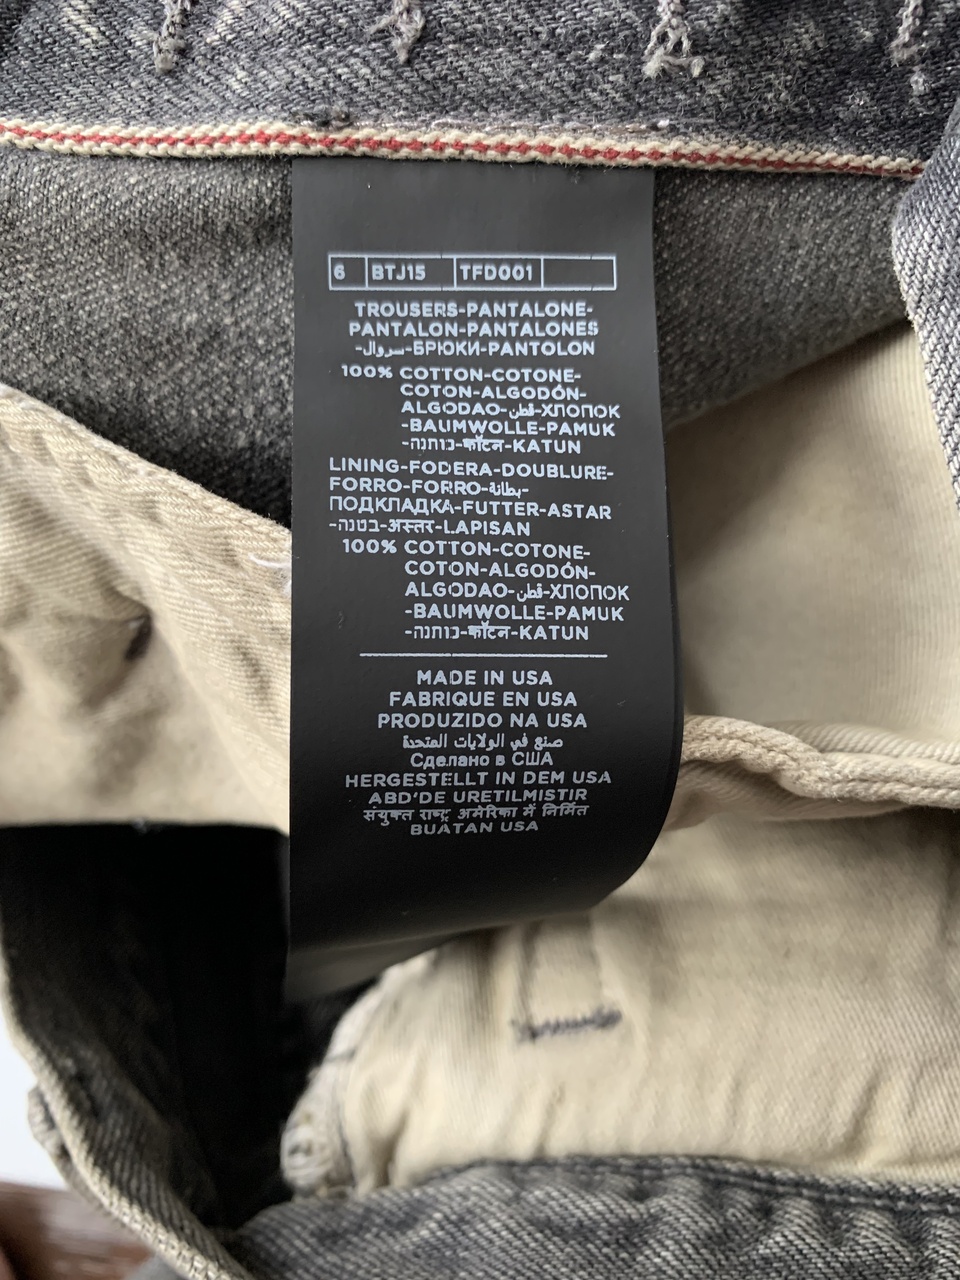 6 BTJ15 TFD001
TROUSERS-PANTALONE-
PANTALON-PANTALONES
-سروال-БРЮКИ-PANTOLON
100% COTTON-COTONE-
COTON-ALGODÓN-
ALGODAO-قطن-ХЛОПОК
-BAUMWOLLE-PAMUK
-כותנה-कॉटन-KATUN
LINING-FODERA-DOUBLURE-
FORRO-FORRO-بطانة-
ПОДКЛАДКА-FUTTER-ASTAR
-בטנה-अस्तर-LAPISAN
100% COTTON-COTONE-
COTON-ALGODÓN-
ALGODAO-قطن-ХЛОПОК
-BAUMWOLLE-PAMUK
-כותנה-कॉटन-KATUN
MADE IN USA
FABRIQUE EN USA
PRODUZIDO NA USA
صنع في الولايات المتحدة
Сделано в США
HERGESTELLT IN DEM USA
ABD'DE URETILMISTIR
संयुक्त राष्ट्र अमेरिका में निर्मित
BUATAN USA